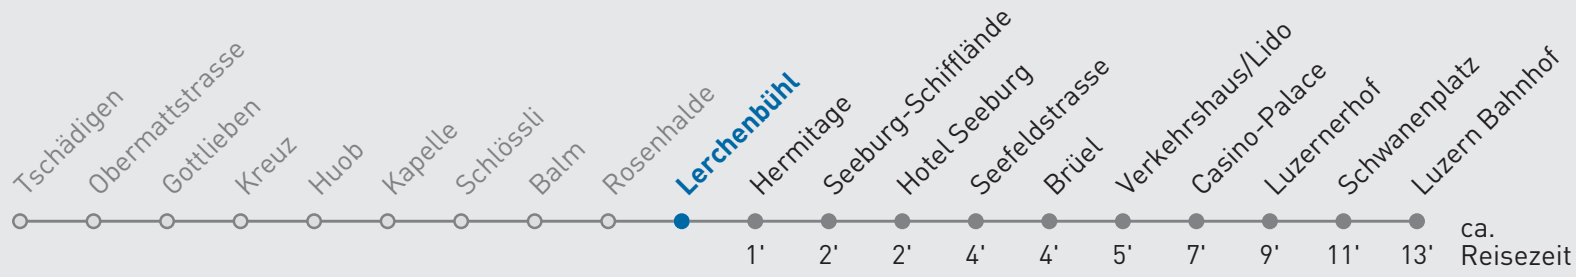 Tschädigen
Obermattstrasse
Gottlieben
Kreuz
Huob
Kapelle
Schlössli
Balm
Rosenhalde
Lerchenbühl
Hermitage
Seeburg-Schifflände
Hotel Seeburg
Seefeldstrasse
Brüel
Verkehrshaus/Lido
Casino-Palace
Luzernerhof
Schwanenplatz
Luzern Bahnhof
1' 2' 2' 4' 4' 5' 7' 9' 11' 13'
ca.
Reisezeit